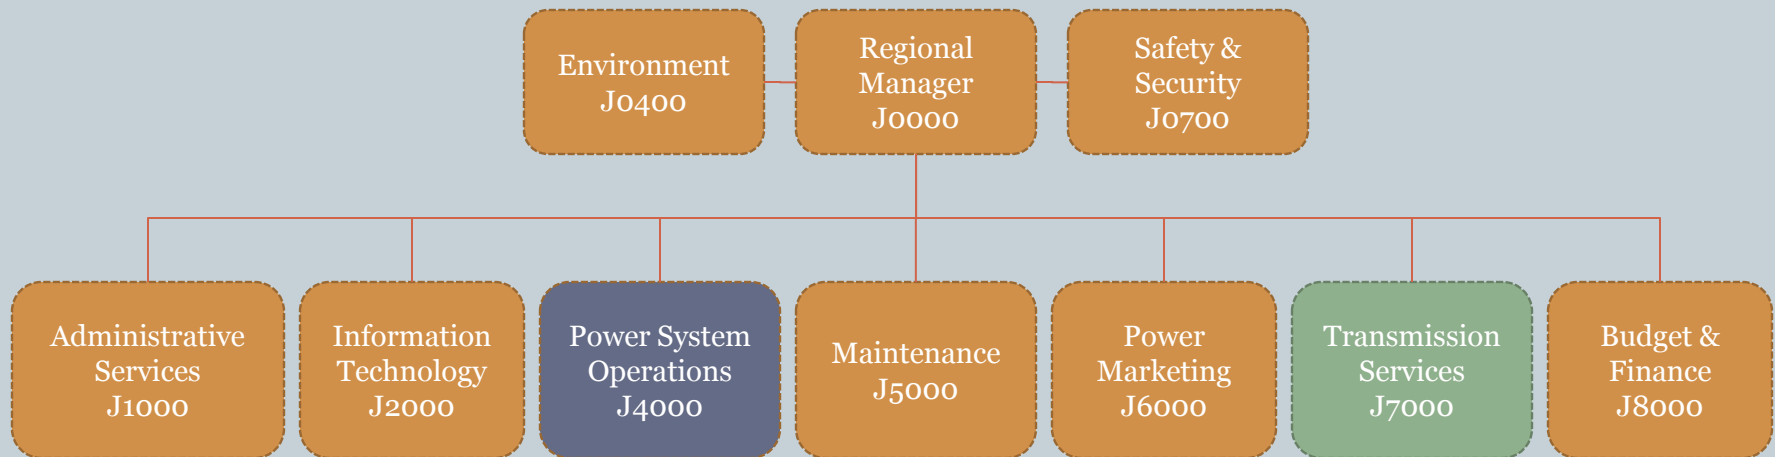 Environment
J0400
Regional
Manager
J0000
Safety &
Security
J0700
Administrative
Services
J1000
Information
Technology
J2000
Power System
Operations
J4000
Maintenance
J5000
Power
Marketing
J6000
Transmission
Services
J7000
Budget &
Finance
J8000